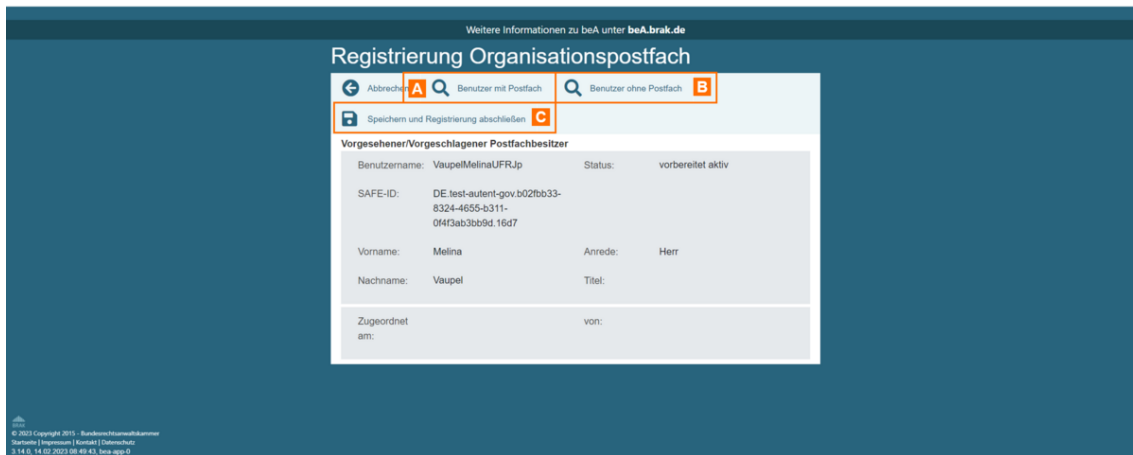 Weitere Informationen zu beA unter beA.brak.de
Registrierung Organisationspostfach
Abbrechen A Benutzer mit Postfach Benutzer ohne Postfach B
Speichern und Registrierung abschließen C
Vorgesehener/Vorgeschlagener Postfachbesitzer
Benutzername: VaupelMelinaUFRJp Status: vorbereitet aktiv
SAFE-ID: DE.test-autent-gov.b02fbb33-
8324-4655-b311-
0f4f3ab3bb9d.16d7
Vorname: Melina Anrede: Herr
Nachname: Vaupel Titel:
Zugeordnet von:
am:
BRAK
© 2023 Copyright 2015 - Bundesrechtsanwaltskammer
Startseite | Impressum | Kontakt | Datenschutz
3.14.0, 14.02.2023 08:49:43, bea-app-0